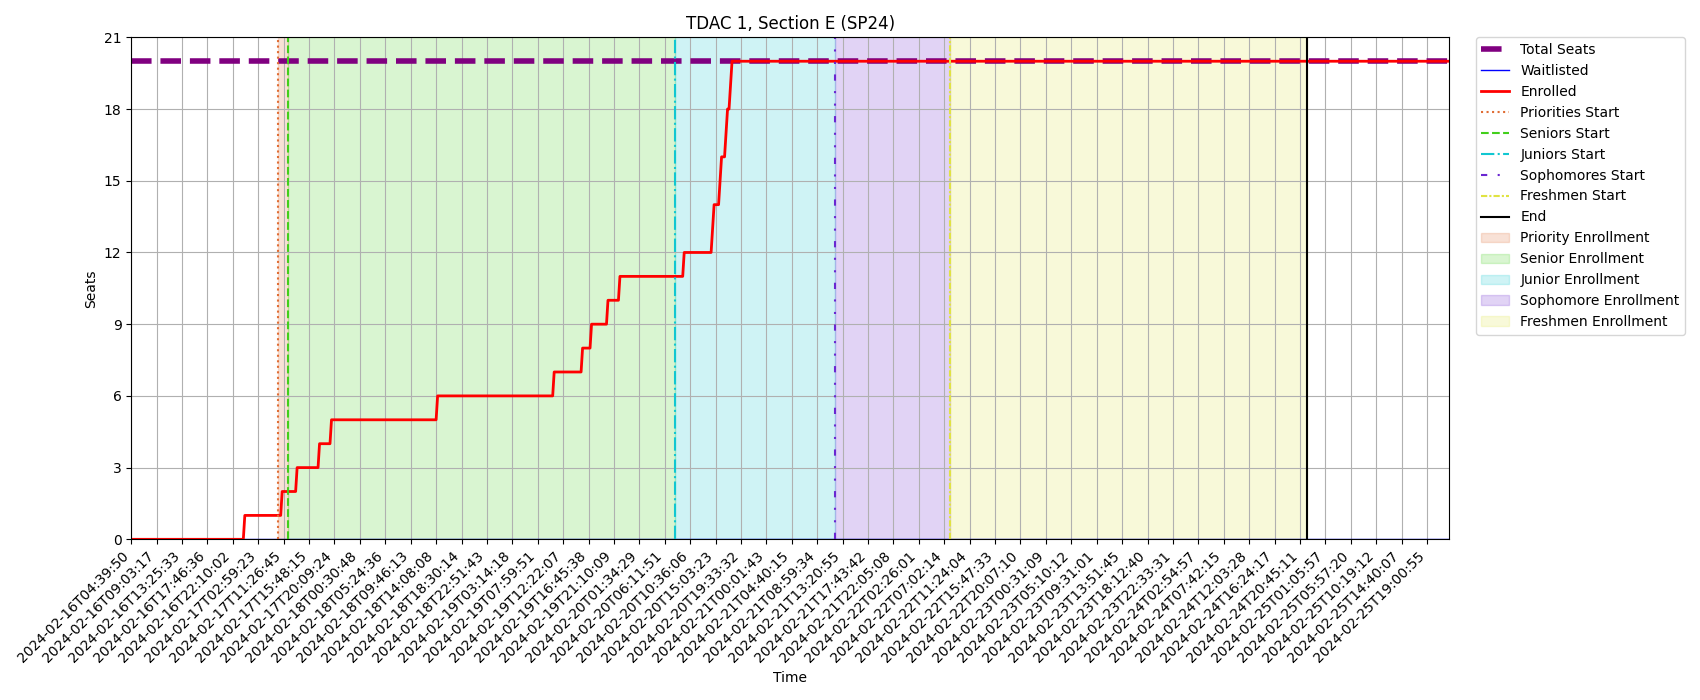 TDAC 1, Section E (SP24)
21
18
15
12
9
6
3
0
Seats
2024-02-16T04:39:50
2024-02-16T09:03:17
2024-02-16T13:25:33
2024-02-16T17:46:36
2024-02-16T22:10:02
2024-02-17T02:59:23
2024-02-17T11:26:45
2024-02-17T15:48:15
2024-02-17T20:09:24
2024-02-18T00:30:48
2024-02-18T05:24:36
2024-02-18T09:46:13
2024-02-18T14:08:08
2024-02-18T18:30:14
2024-02-18T22:51:43
2024-02-19T03:14:18
2024-02-19T07:59:51
2024-02-19T12:22:07
2024-02-19T16:45:38
2024-02-19T21:10:09
2024-02-20T01:34:29
2024-02-20T06:11:51
2024-02-20T10:36:06
2024-02-20T15:03:23
2024-02-20T19:33:32
2024-02-21T00:01:45
2024-02-21T04:40:15
2024-02-21T08:59:34
2024-02-21T13:20:55
2024-02-21T17:43:42
2024-02-21T22:05:08
2024-02-22T02:26:01
2024-02-22T07:02:14
2024-02-22T11:24:04
2024-02-22T15:47:33
2024-02-22T20:07:10
2024-02-23T00:31:09
2024-02-23T05:10:12
2024-02-23T09:31:01
2024-02-23T13:51:45
2024-02-23T18:12:40
2024-02-23T22:33:31
2024-02-24T02:54:57
2024-02-24T07:42:15
2024-02-24T12:03:28
2024-02-24T16:24:17
2024-02-24T20:45:11
2024-02-25T01:05:57
2024-02-25T05:57:20
2024-02-25T10:19:12
2024-02-25T14:40:07
2024-02-25T19:00:55
Time
Total Seats
Waitlisted
Enrolled
Priorities Start
Seniors Start
Juniors Start
Sophomores Start
Freshmen Start
End
Priority Enrollment
Senior Enrollment
Junior Enrollment
Sophomore Enrollment
Freshmen Enrollment